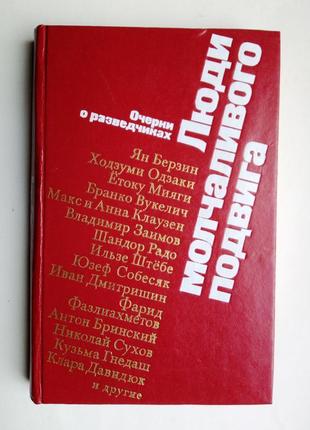 Люди
молчаливого
подвига
Очерки
о разведчиках
Ян Берзин
Ходзуми Одзаки
Ётоку Мияги
Бранко Вукелич
Макс и Анна Клаузен
Владимир Заимов
Шандор Радо
Ильзе Штёбе
Юзеф Собесяк
Иван Дмитришин
Фарид
Фазлиахметов
Антон Бринский
Николай Сухов
Кузьма Гнедаш
Клара Давидюк
и другие